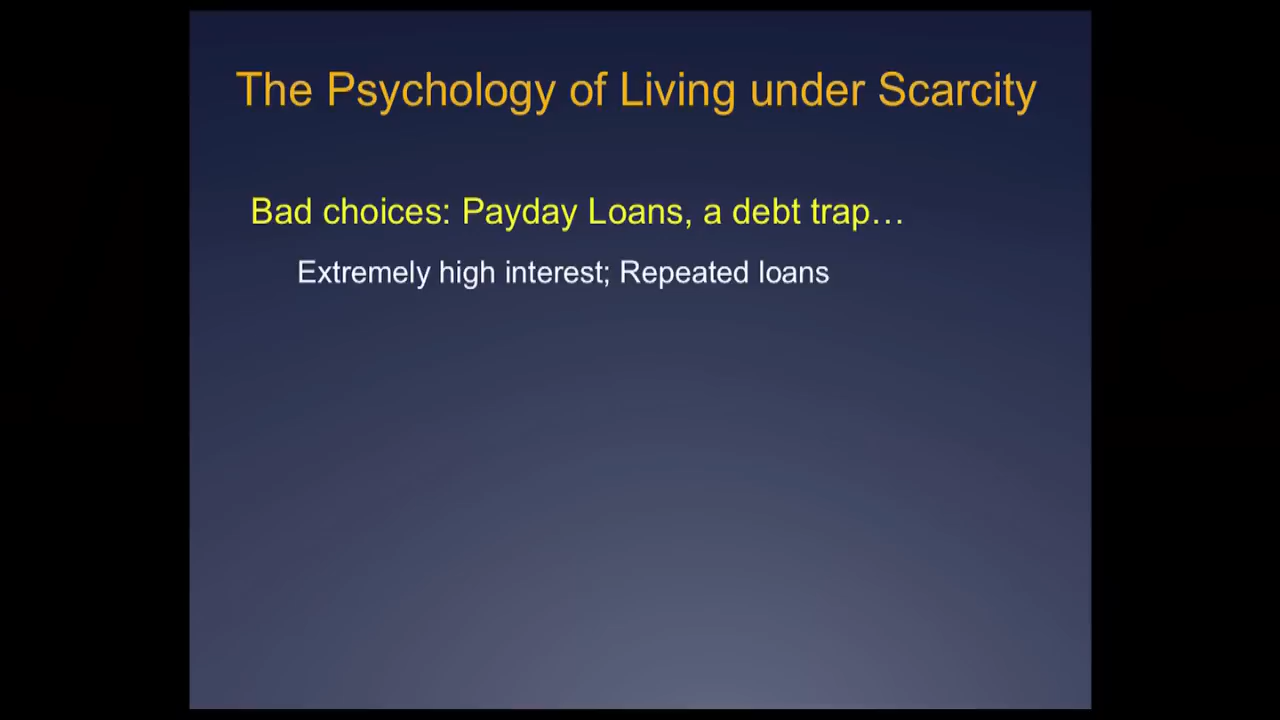 The Psychology of Living under Scarcity
Bad choices: Payday Loans, a debt trap…
Extremely high interest; Repeated loans